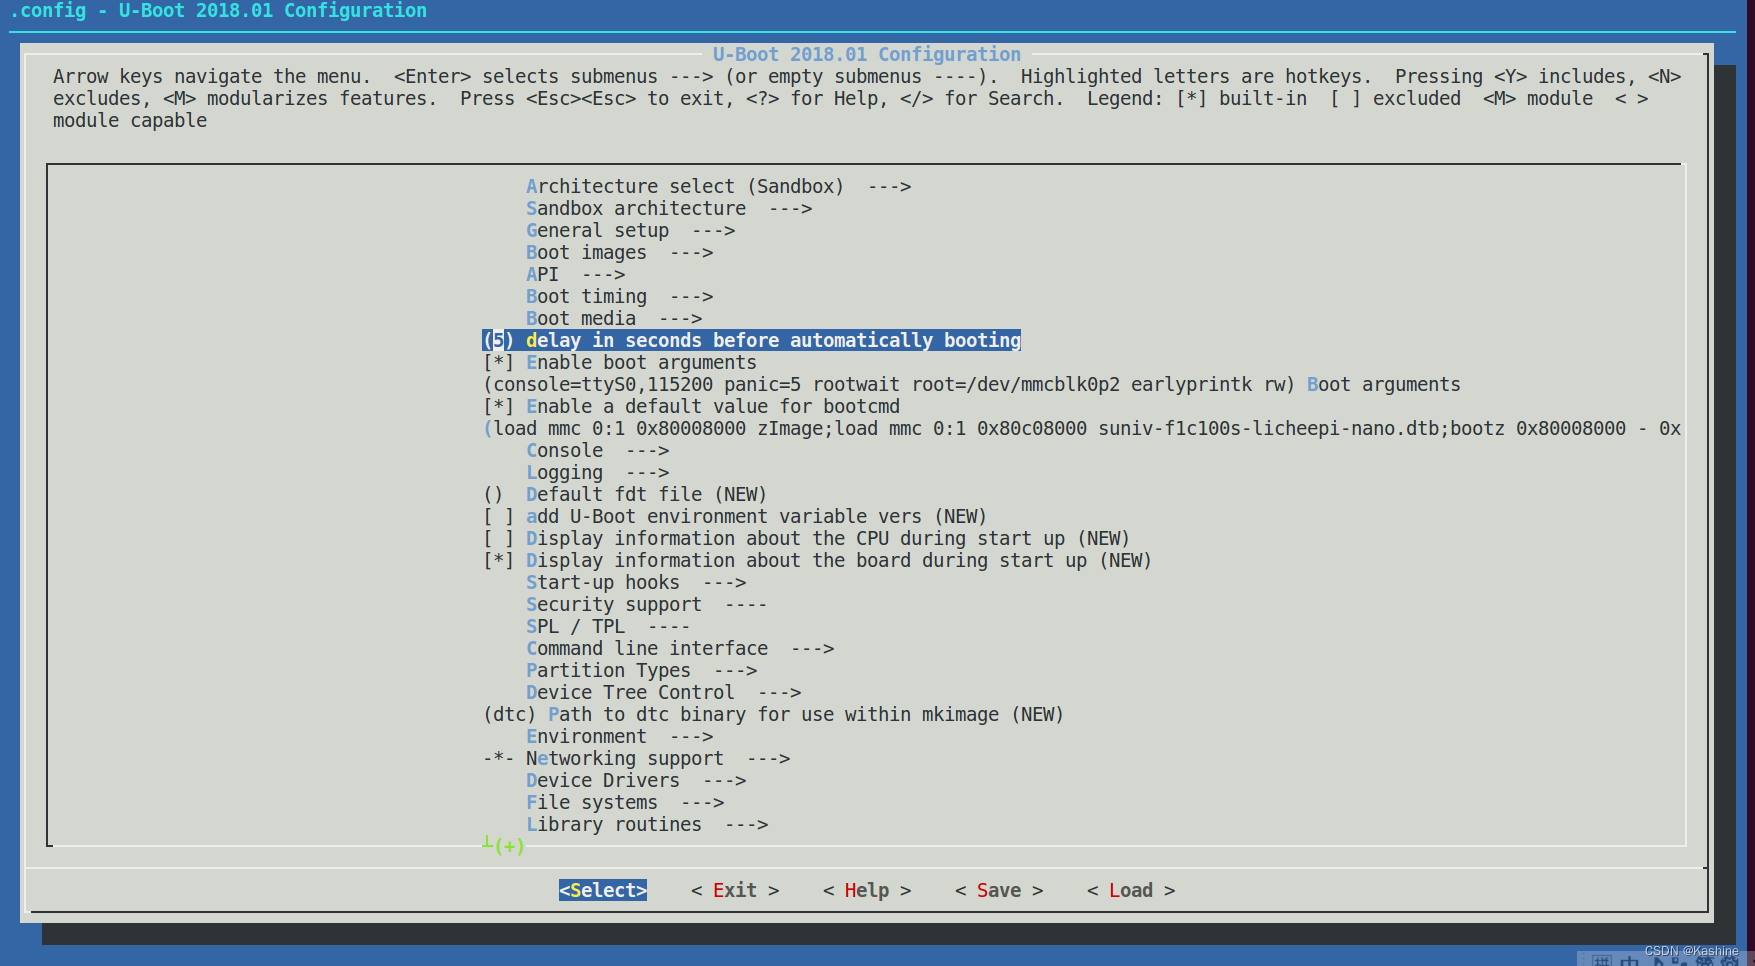 .config - U-Boot 2018.01 Configuration
U-Boot 2018.01 Configuration
Arrow keys navigate the menu.  <Enter> selects submenus ---> (or empty submenus ----).  Highlighted letters are hotkeys.  Pressing <Y> includes, <N>
excludes, <M> modularizes features.  Press <Esc><Esc> to exit, <?> for Help, </> for Search.  Legend: [*] built-in  [ ] excluded  <M> module  < >
module capable
Architecture select (Sandbox)  --->
Sandbox architecture  --->
General setup  --->
Boot images  --->
API  --->
Boot timing  --->
Boot media  --->
(5) delay in seconds before automatically booting
[*] Enable boot arguments
(console=ttyS0,115200 panic=5 rootwait root=/dev/mmcblk0p2 earlyprintk rw) Boot arguments
[*] Enable a default value for bootcmd
(load mmc 0:1 0x80008000 zImage;load mmc 0:1 0x80c08000 suniv-f1c100s-licheepi-nano.dtb;bootz 0x80008000 - 0x
Console  --->
Logging  --->
()  Default fdt file (NEW)
[ ] add U-Boot environment variable vers (NEW)
[ ] Display information about the CPU during start up (NEW)
[*] Display information about the board during start up (NEW)
Start-up hooks  --->
Security support  ----
SPL / TPL  ----
Command line interface  --->
Partition Types  --->
Device Tree Control  --->
(dtc) Path to dtc binary for use within mkimage (NEW)
Environment  --->
-*- Networking support  --->
Device Drivers  --->
File systems  --->
Library routines  --->
┴(+)
<Select>    < Exit >    < Help >    < Save >    < Load >
CSDN @Kashine